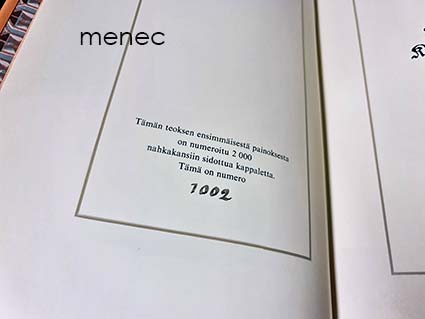 menec
Tämän teoksen ensimmäisestä painoksesta
on numeroitu 2 000
nahkakansiin sidottua kappaletta.
Tämä on numero
1002